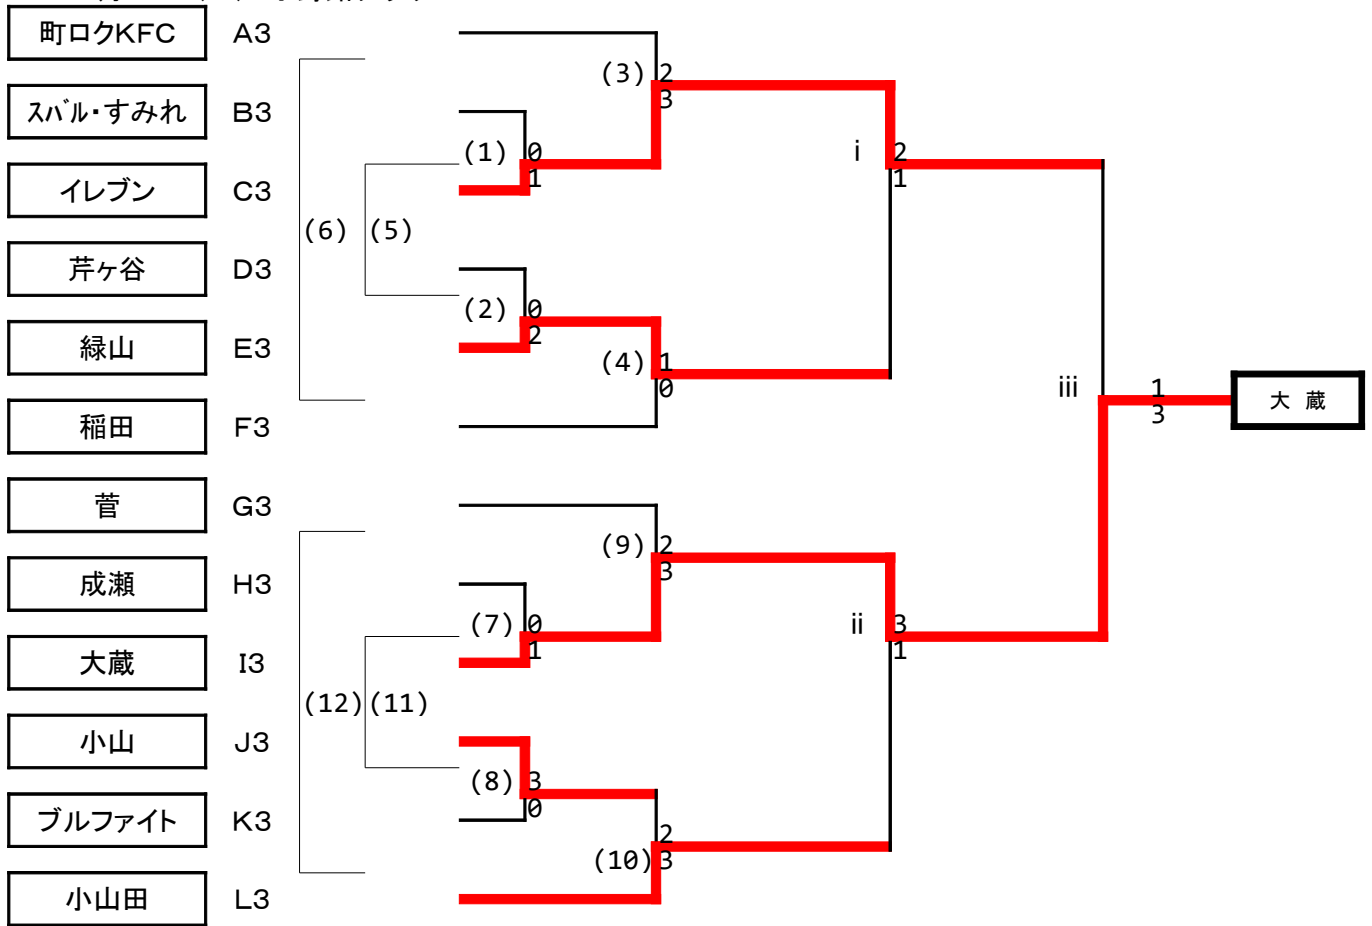 町ロクKFC A3
(3) 2
3
スバル・すみれ B3
(1) 0
1
i 2
1
イレブン C3
(6) (5)
芹ヶ谷 D3
(2) 0
2
緑山 E3
(4) 1
0
iii 1
3
大 蔵
稲田 F3
菅 G3
(9) 2
3
成瀬 H3
(7) 0
1
ii 3
1
大蔵 I3
(12) (11)
小山 J3
(8) 3
0
ブルファイト K3
2
(10) 3
小山田 L3